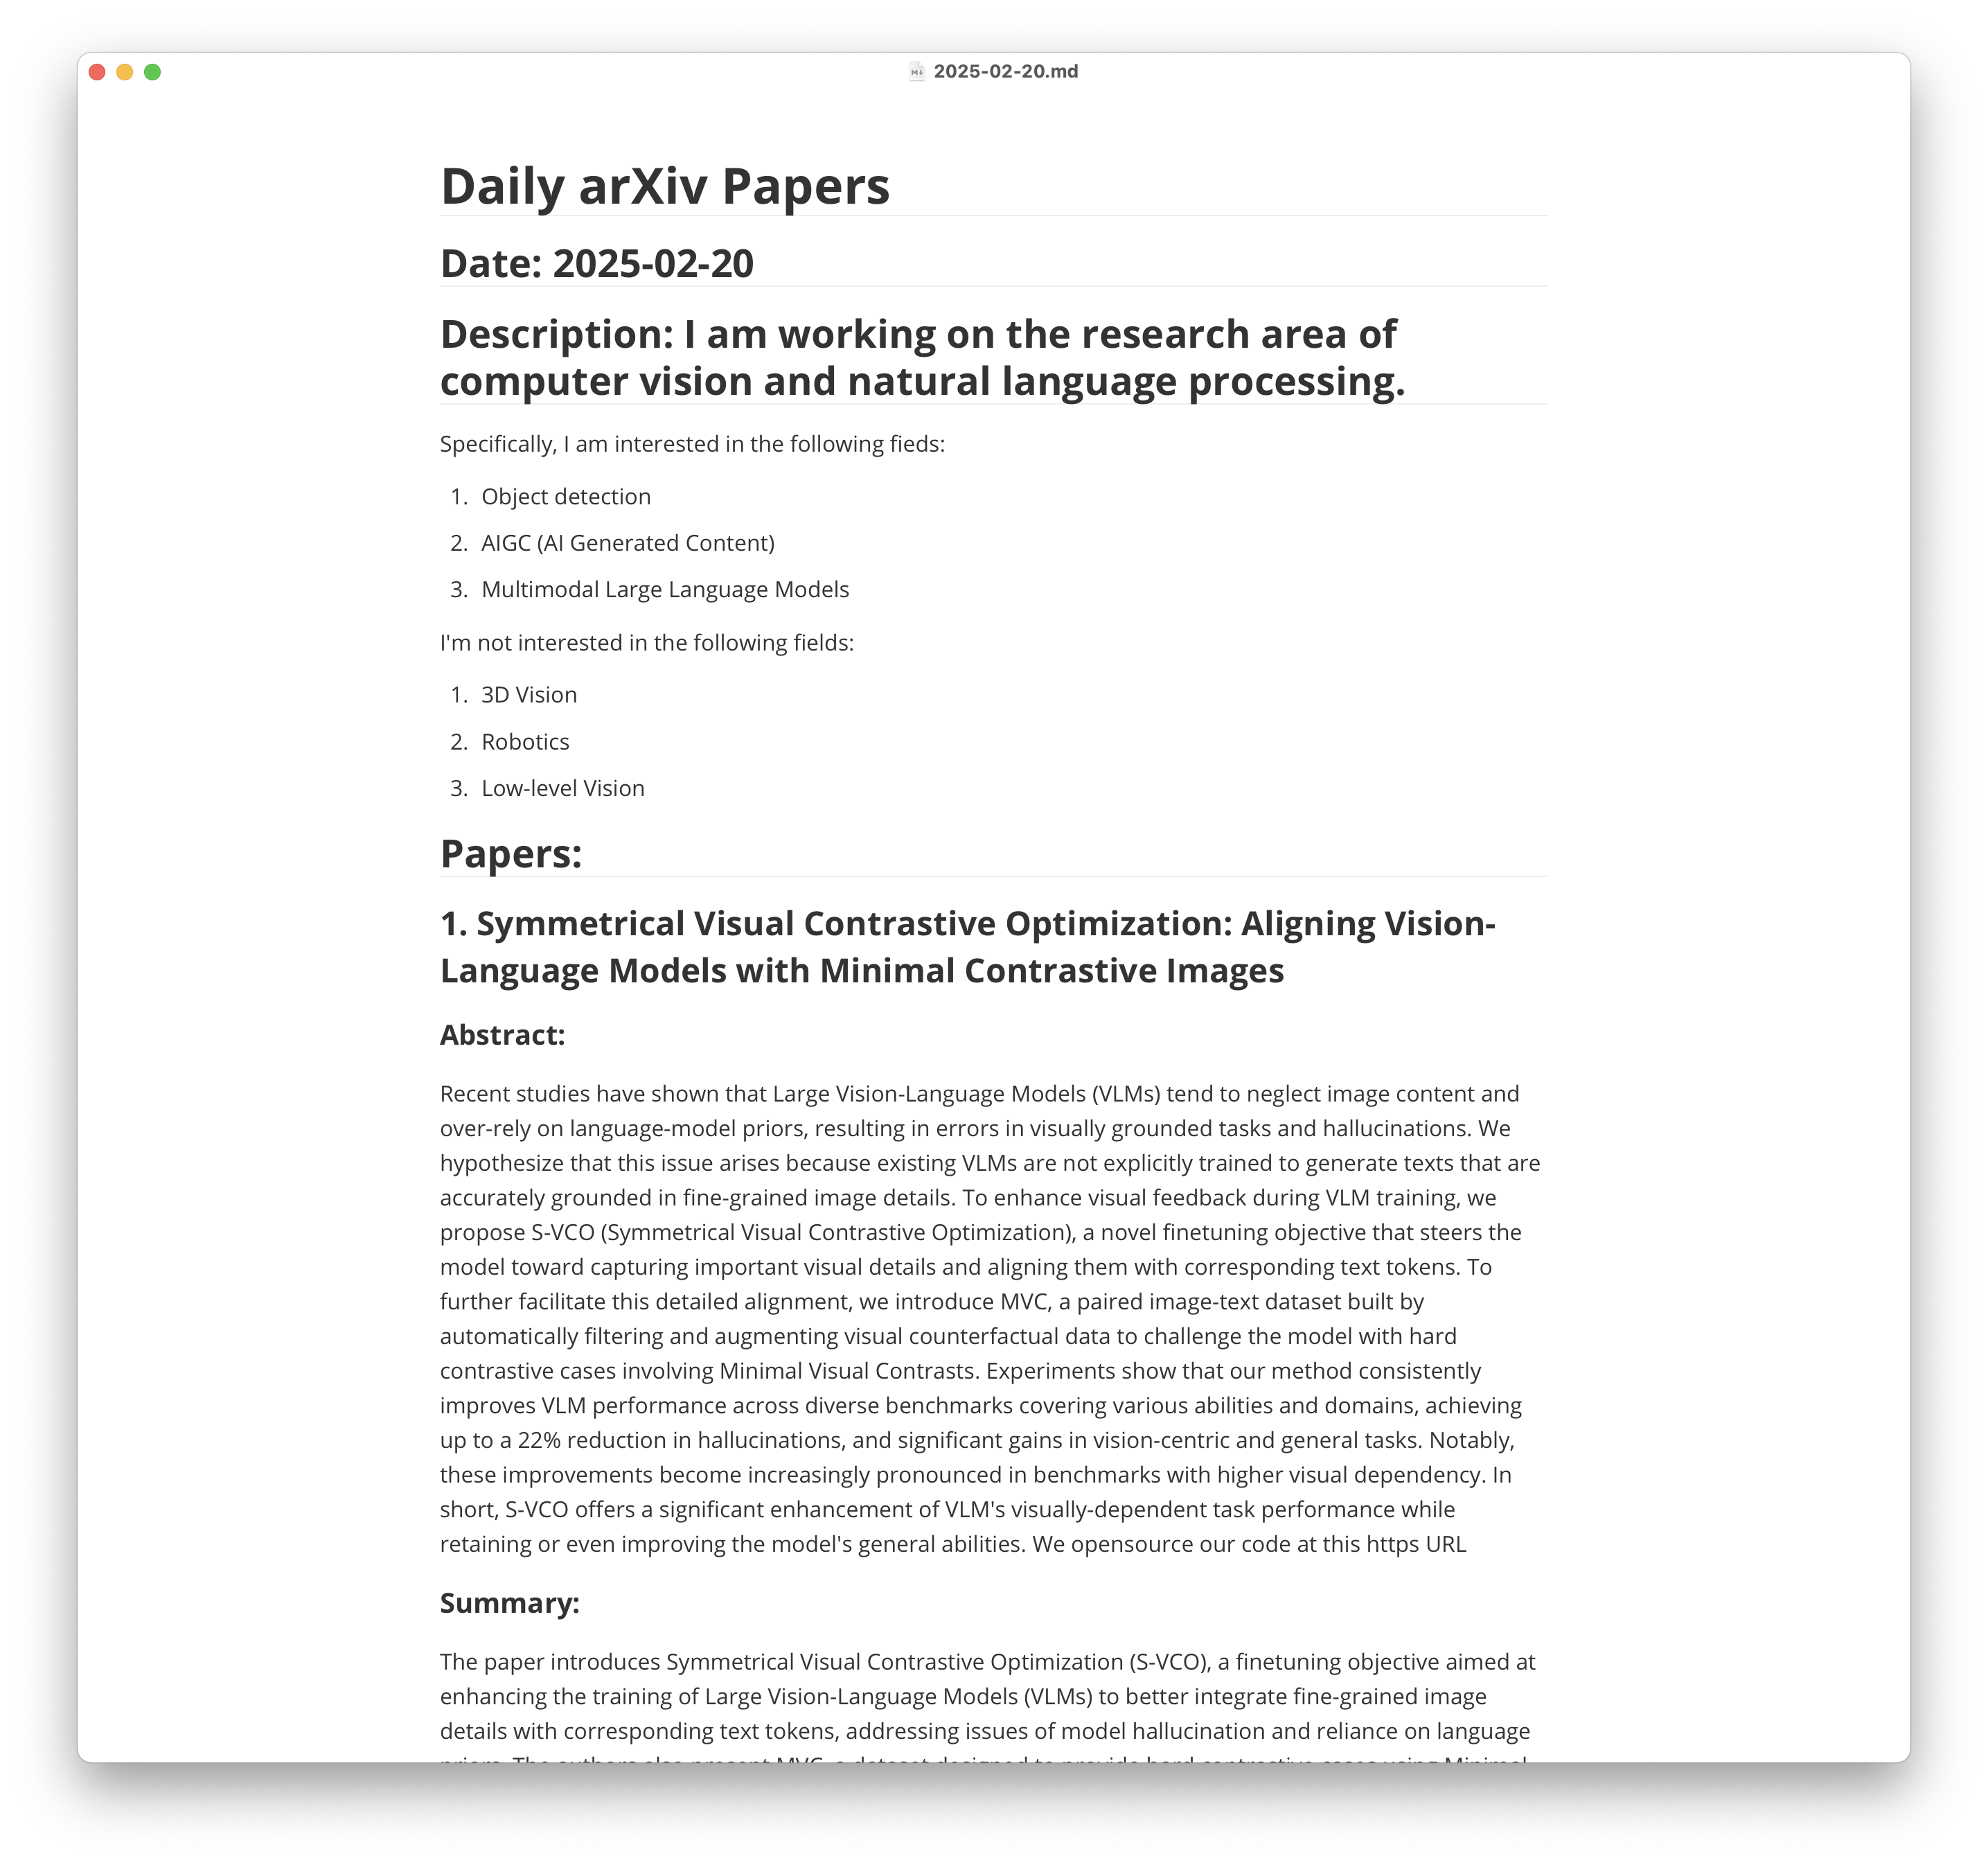 2025-02-20.md
Daily arXiv Papers
Date: 2025-02-20
Description: I am working on the research area of
computer vision and natural language processing.
Specifically, I am interested in the following fieds:
1. Object detection
2. AIGC (AI Generated Content)
3. Multimodal Large Language Models
I'm not interested in the following fields:
1. 3D Vision
2. Robotics
3. Low-level Vision
Papers:
1. Symmetrical Visual Contrastive Optimization: Aligning Vision-
Language Models with Minimal Contrastive Images
Abstract:
Recent studies have shown that Large Vision-Language Models (VLMs) tend to neglect image content and
over-rely on language-model priors, resulting in errors in visually grounded tasks and hallucinations. We
hypothesize that this issue arises because existing VLMs are not explicitly trained to generate texts that are
accurately grounded in fine-grained image details. To enhance visual feedback during VLM training, we
propose S-VCO (Symmetrical Visual Contrastive Optimization), a novel finetuning objective that steers the
model toward capturing important visual details and aligning them with corresponding text tokens. To
further facilitate this detailed alignment, we introduce MVC, a paired image-text dataset built by
automatically filtering and augmenting visual counterfactual data to challenge the model with hard
contrastive cases involving Minimal Visual Contrasts. Experiments show that our method consistently
improves VLM performance across diverse benchmarks covering various abilities and domains, achieving
up to a 22% reduction in hallucinations, and significant gains in vision-centric and general tasks. Notably,
these improvements become increasingly pronounced in benchmarks with higher visual dependency. In
short, S-VCO offers a significant enhancement of VLM's visually-dependent task performance while
retaining or even improving the model's general abilities. We opensource our code at this https URL
Summary:
The paper introduces Symmetrical Visual Contrastive Optimization (S-VCO), a finetuning objective aimed at
enhancing the training of Large Vision-Language Models (VLMs) to better integrate fine-grained image
details with corresponding text tokens, addressing issues of model hallucination and reliance on language
priors. The authors also present MVC, a dataset designed to provide hard contrastive cases using Minimal